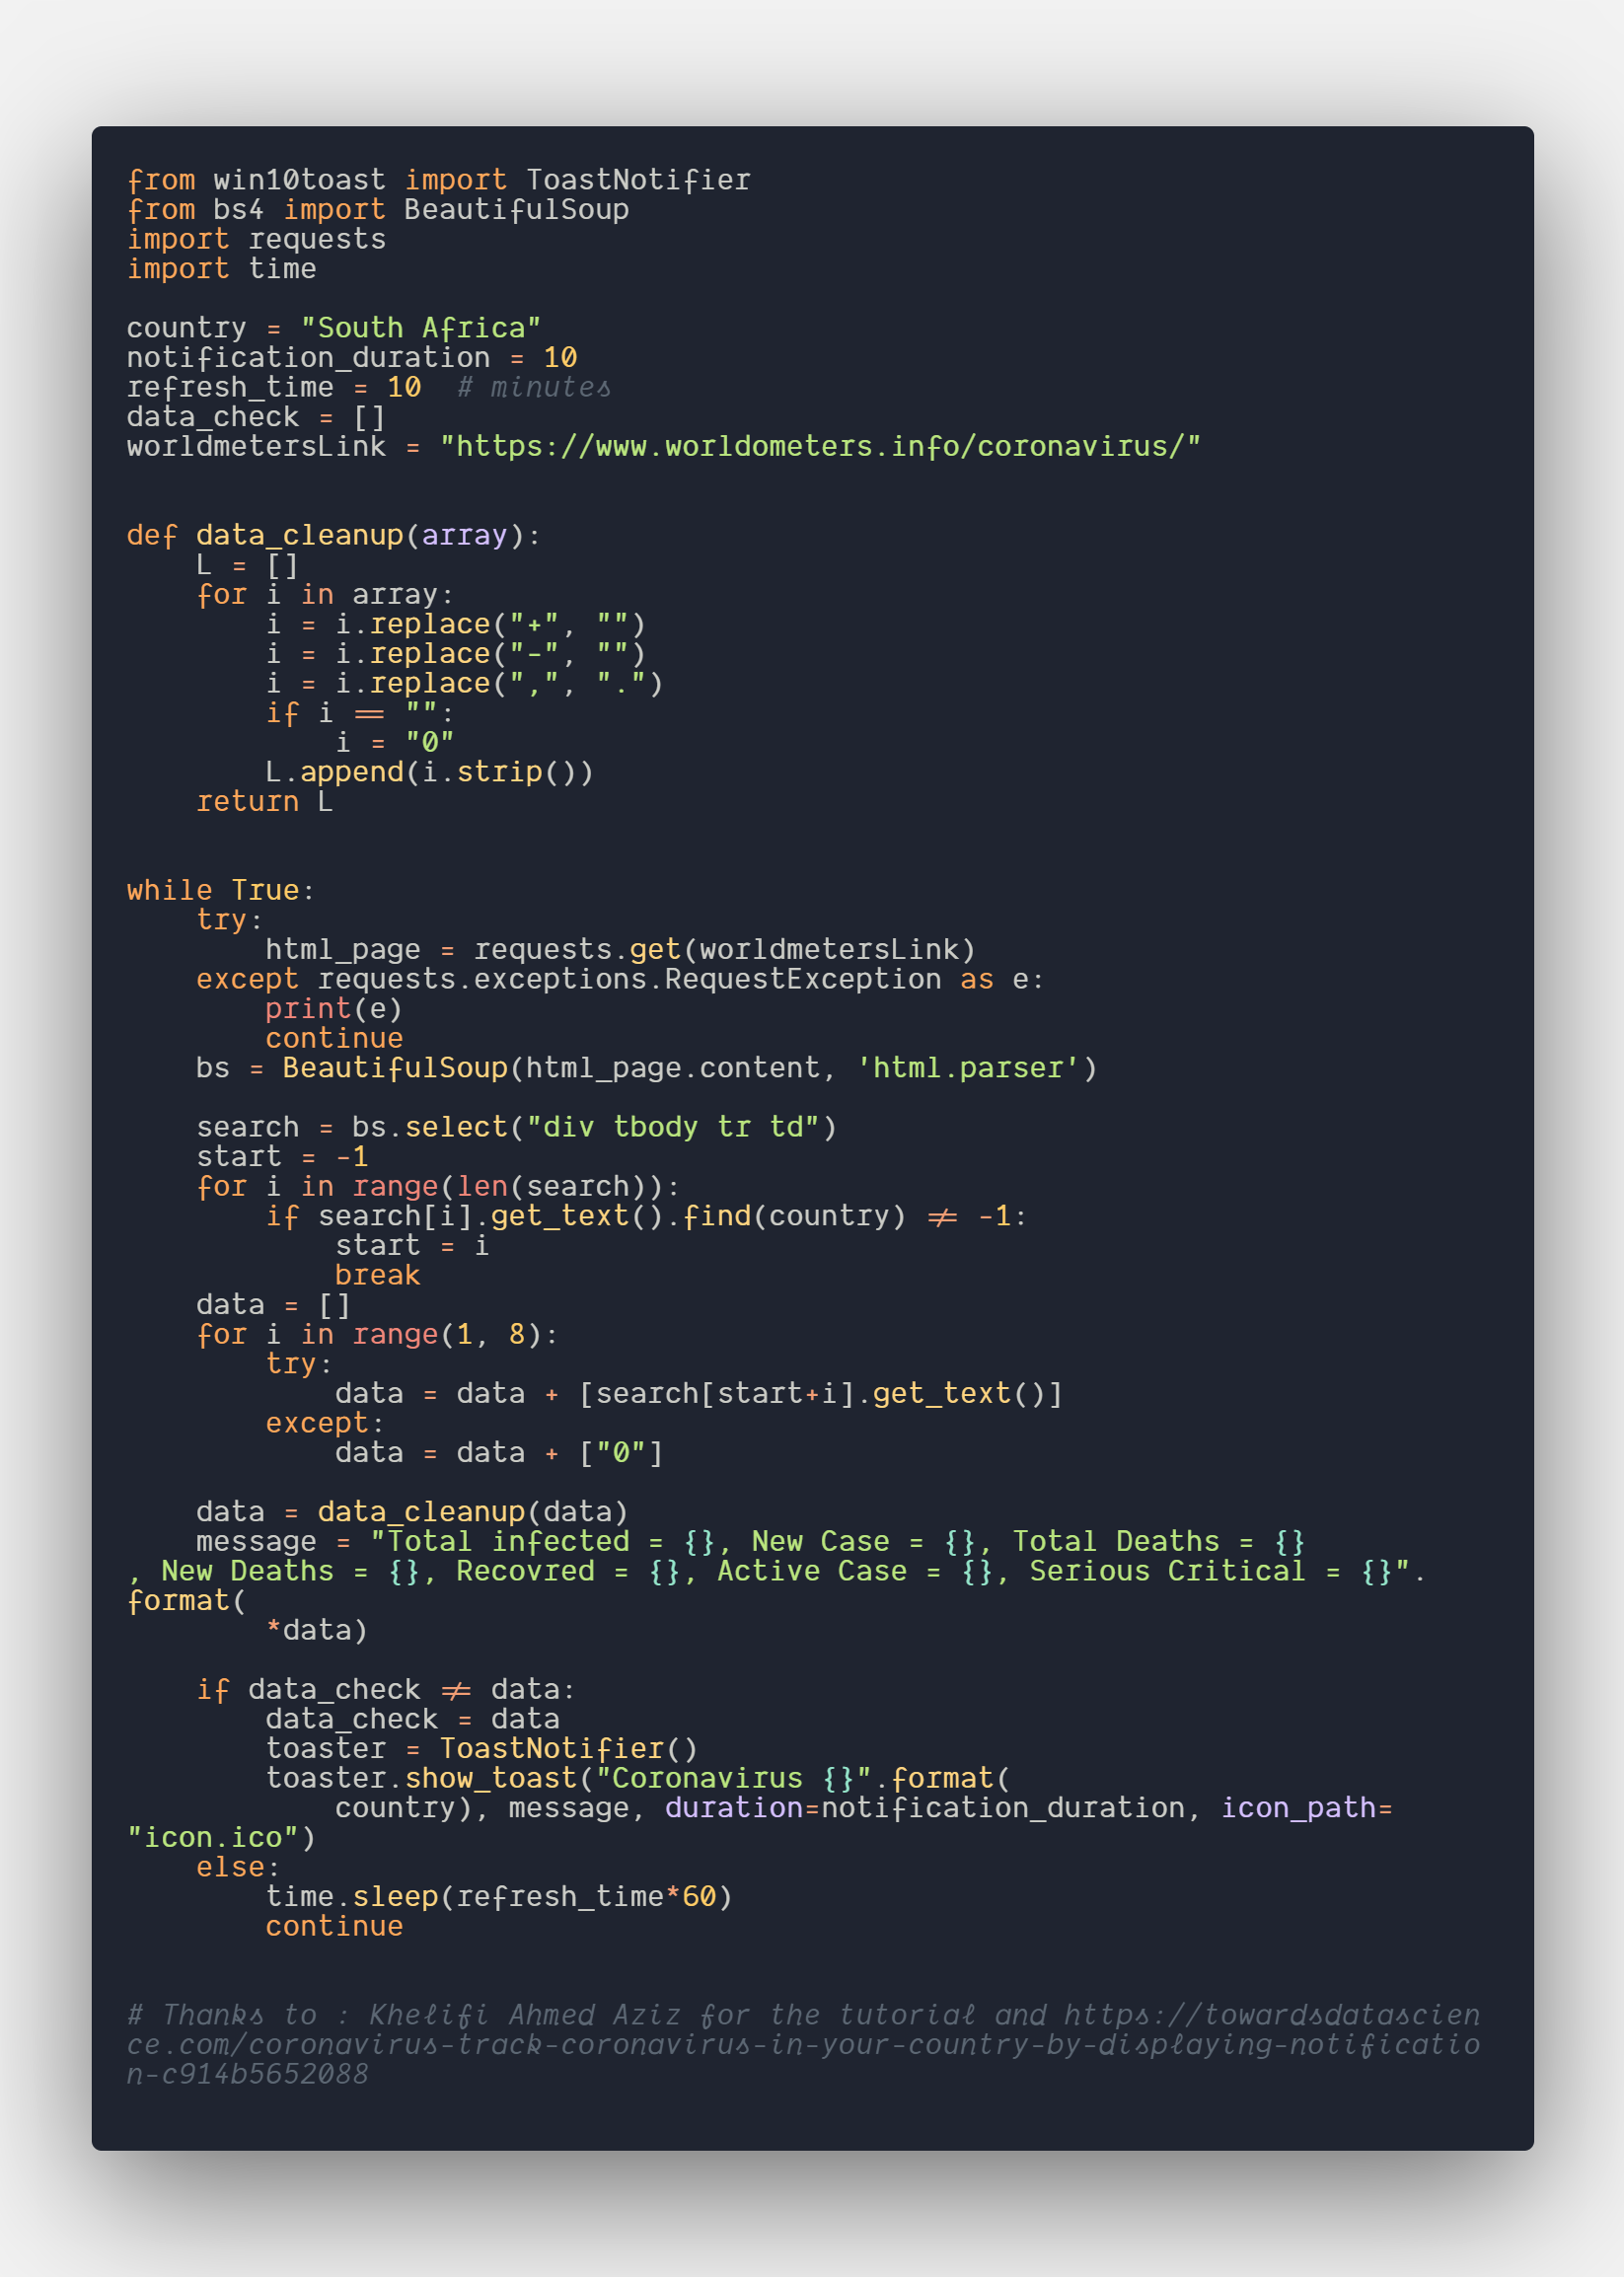 from win10toast import ToastNotifier
from bs4 import BeautifulSoup
import requests
import time

country = "South Africa"
notification_duration = 10
refresh_time = 10  # minutes
data_check = []
worldmetersLink = "https://www.worldometers.info/coronavirus/"


def data_cleanup(array):
    L = []
    for i in array:
        i = i.replace("+", "")
        i = i.replace("-", "")
        i = i.replace(",", ".")
        if i == "":
            i = "0"
        L.append(i.strip())
    return L


while True:
    try:
        html_page = requests.get(worldmetersLink)
    except requests.exceptions.RequestException as e:
        print(e)
        continue
    bs = BeautifulSoup(html_page.content, 'html.parser')

    search = bs.select("div tbody tr td")
    start = -1
    for i in range(len(search)):
        if search[i].get_text().find(country) != -1:
            start = i
            break
    data = []
    for i in range(1, 8):
        try:
            data = data + [search[start+i].get_text()]
        except:
            data = data + ["0"]

    data = data_cleanup(data)
    message = "Total infected = {}, New Case = {}, Total Deaths = {}
, New Deaths = {}, Recovred = {}, Active Case = {}, Serious Critical = {}".
format(
        *data)

    if data_check != data:
        data_check = data
        toaster = ToastNotifier()
        toaster.show_toast("Coronavirus {}".format(
            country), message, duration=notification_duration, icon_path=
"icon.ico")
    else:
        time.sleep(refresh_time*60)
        continue


# Thanks to : Khelifi Ahmed Aziz for the tutorial and https://towardsdatascien
ce.com/coronavirus-track-coronavirus-in-your-country-by-displaying-notificatio
n-c914b5652088